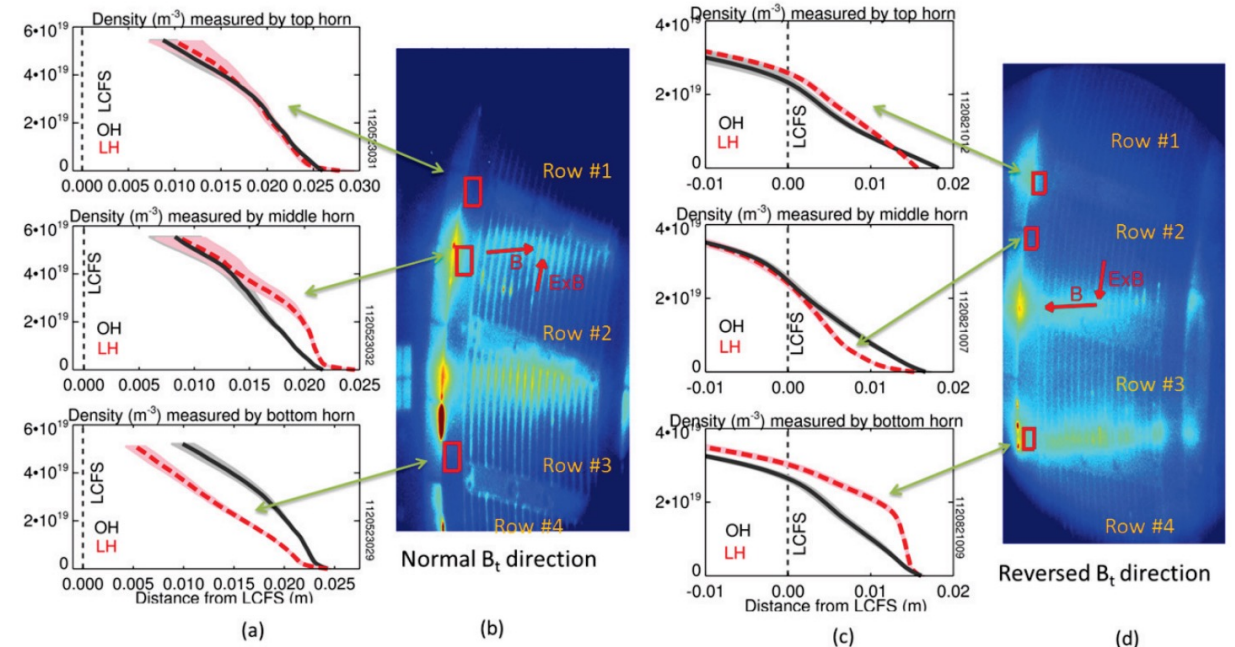 Density (m⁻³) measured by top horn
6•10¹⁹
4•10¹⁹
2•10¹⁹
0
LCFS
OH
LH
1120523031
0.000 0.005 0.010 0.015 0.020 0.025 0.030
Density (m⁻³) measured by middle horn
6•10¹⁹
4•10¹⁹
2•10¹⁹
0
LCFS
OH
LH
1120523032
0.000 0.005 0.010 0.015 0.020 0.025
Density (m⁻³) measured by bottom horn
6•10¹⁹
4•10¹⁹
2•10¹⁹
0
LCFS
OH
LH
1120523029
0.000 0.005 0.010 0.015 0.020 0.025
Distance from LCFS (m)
(a)
Row #1
B
ExB
Row #2
Row #3
Row #4
Normal Bₜ direction
(b)
Density (m⁻³) measured by top horn
4•10¹⁹
2•10¹⁹
0
LCFS
OH
LH
1120821012
-0.01 0.00 0.01 0.02
Density (m⁻³) measured by middle horn
4•10¹⁹
2•10¹⁹
0
LCFS
OH
LH
1120821007
-0.01 0.00 0.01 0.02
Density (m⁻³) measured by bottom horn
4•10¹⁹
2•10¹⁹
0
LCFS
OH
LH
1120821009
-0.01 0.00 0.01 0.02
Distance from LCFS (m)
(c)
Row #1
Row #2
ExB
B
Row #3
Row #4
Reversed Bₜ direction
(d)